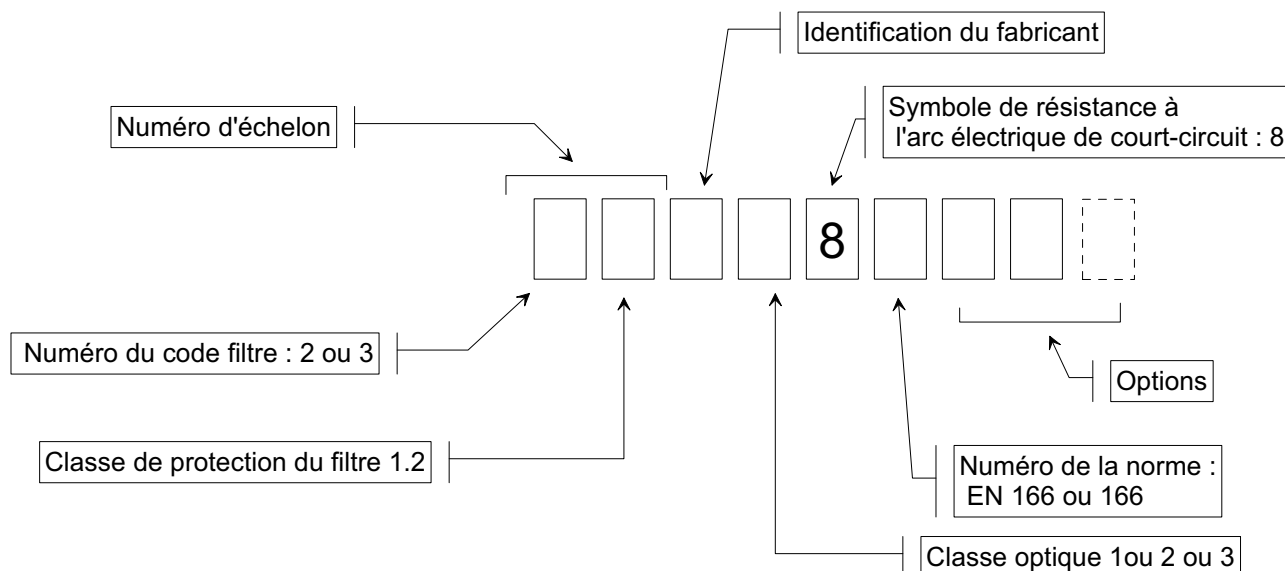 Identification du fabricant
Symbole de résistance à
l'arc électrique de court-circuit : 8
Numéro d'échelon
8
Numéro du code filtre : 2 ou 3
Options
Classe de protection du filtre 1.2
Numéro de la norme :
EN 166 ou 166
Classe optique 1ou 2 ou 3